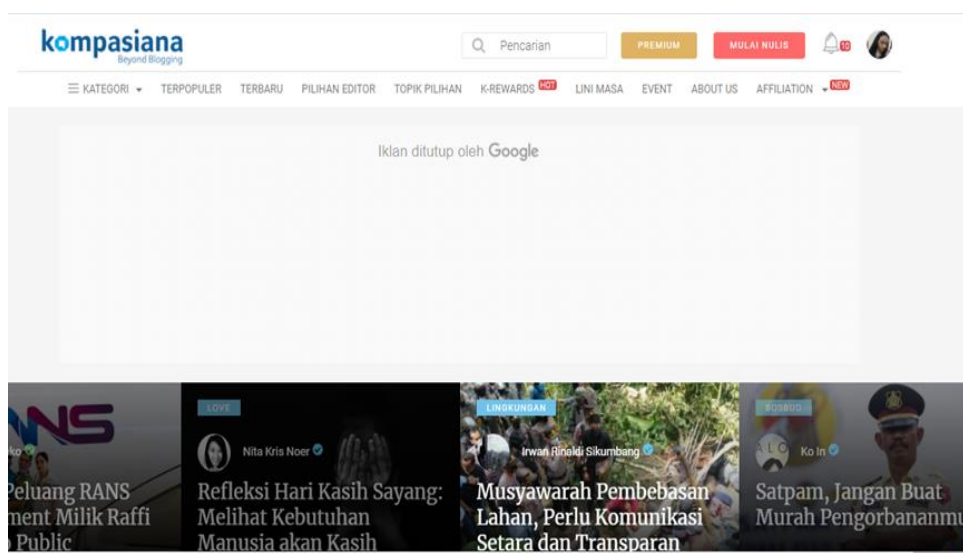 kompasiana
Beyond Blogging
Pencarian
PREMIUM
MULAI NULIS
10
KATEGORI TERPOPULER TERBARU PILIHAN EDITOR TOPIK PILIHAN K-REWARDS HOT LINI MASA EVENT ABOUT US AFFILIATION NEW
Iklan ditutup oleh Google
NS
Peluang RANS
ment Milik Raffi
Public
LOVE
Nita Kris Noer
Refleksi Hari Kasih Sayang:
Melihat Kebutuhan
Manusia akan Kasih
LINGKUNGAN
Irwan Rinaldi Sikumbang
Musyawarah Pembebasan
Lahan, Perlu Komunikasi
Setara dan Transparan
Ko In
Satpam, Jangan Buat
Murah Pengorbananmu